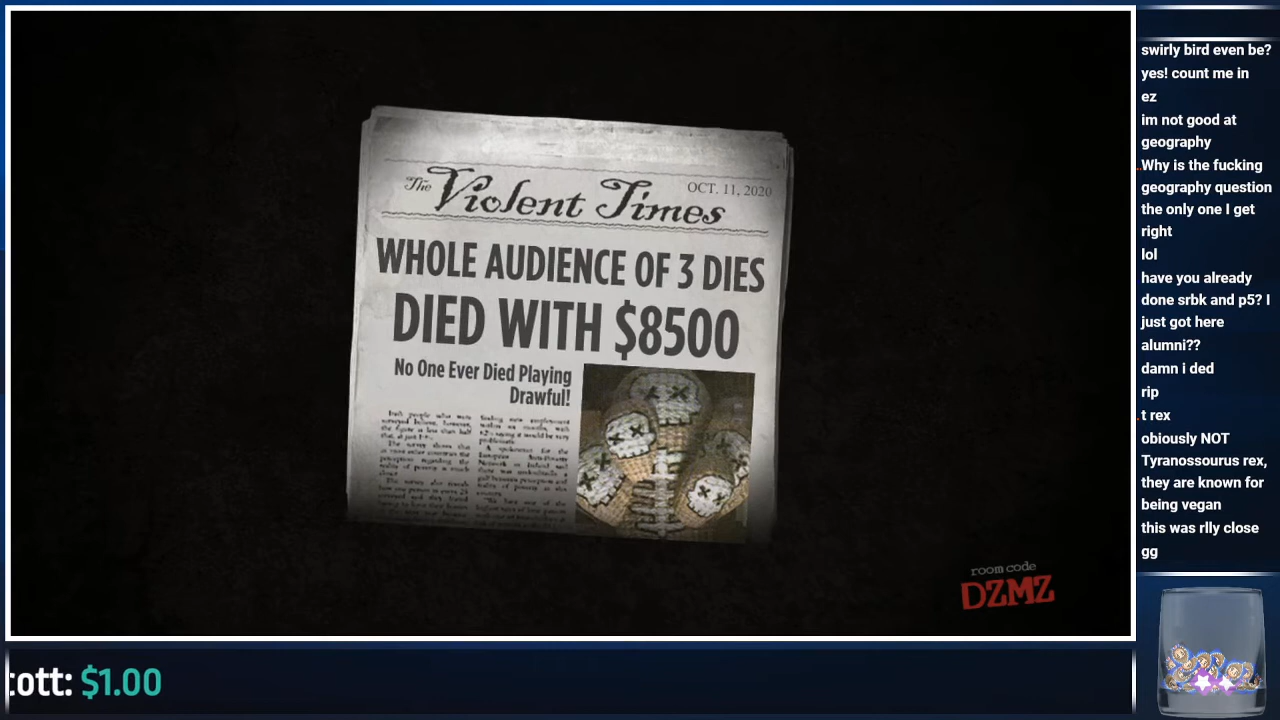 The Violent Times
OCT. 11, 2020
WHOLE AUDIENCE OF 3 DIES
DIED WITH $8500
No One Ever Died Playing
Drawful!
room code
DZMZ
cott: $1.00
swirly bird even be?
yes! count me in
ez
im not good at
geography
Why is the fucking
geography question
the only one I get
right
lol
have you already
done srbk and p5? I
just got here
alumni??
damn i ded
rip
t rex
obiously NOT
Tyranossourus rex,
they are known for
being vegan
this was rlly close
gg